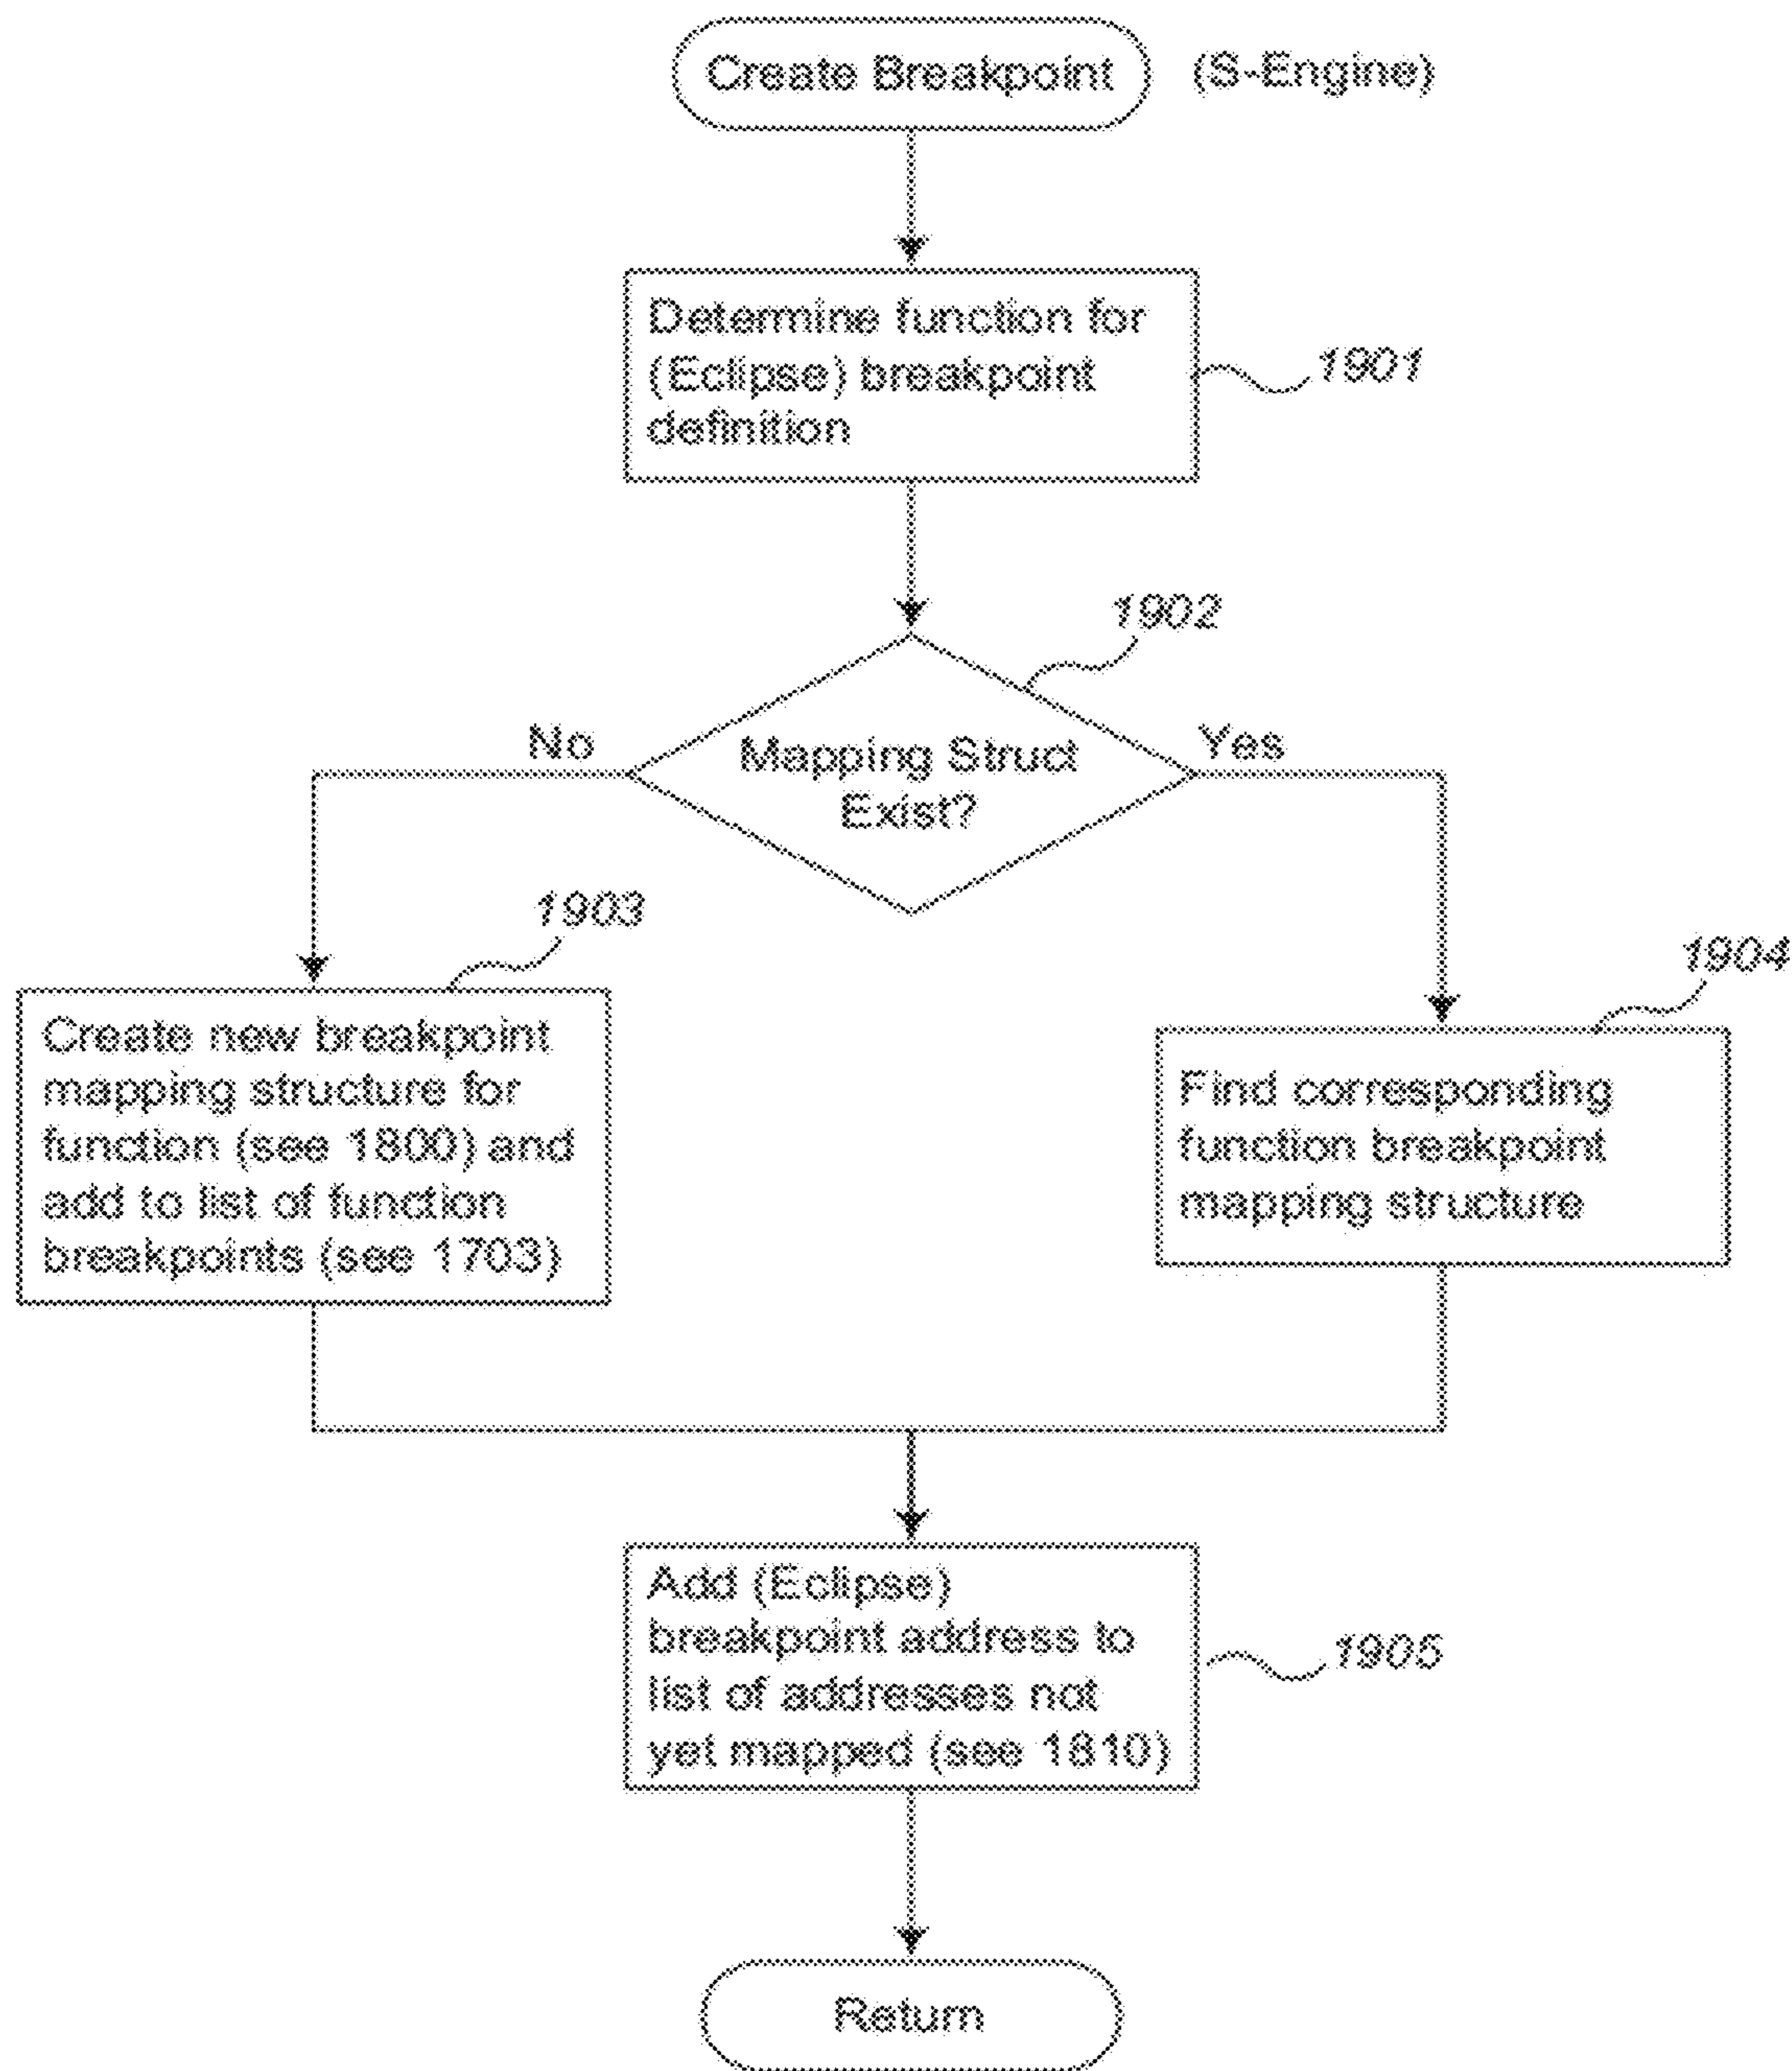 Create Breakpoint
(S-Engine)
Determine function for
(Eclipse) breakpoint
definition
1901
1902
Mapping Struct
Exist?
No
Yes
1903
Create new breakpoint
mapping structure for
function (see 1800) and
add to list of function
breakpoints (see 1703)
1904
Find corresponding
function breakpoint
mapping structure
Add (Eclipse)
breakpoint address to
list of addresses not
yet mapped (see 1810)
1905
Return